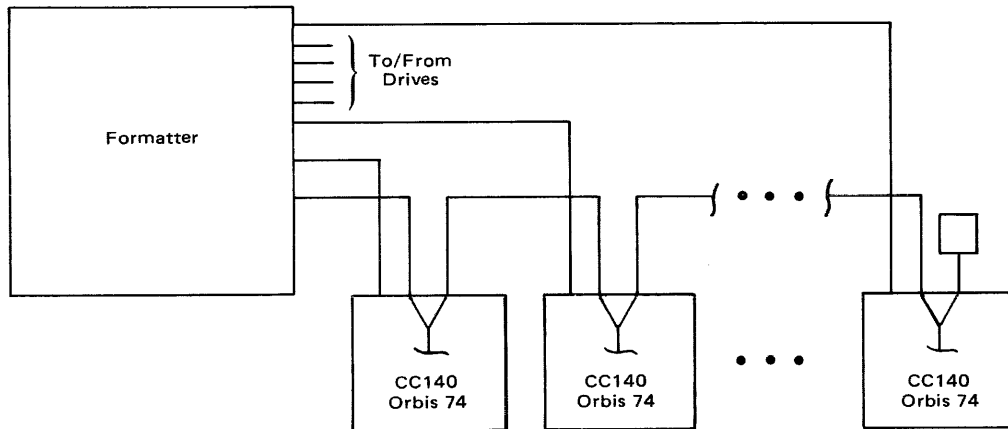 To/From
Drives
Formatter
CC140
Orbis 74
CC140
Orbis 74
CC140
Orbis 74